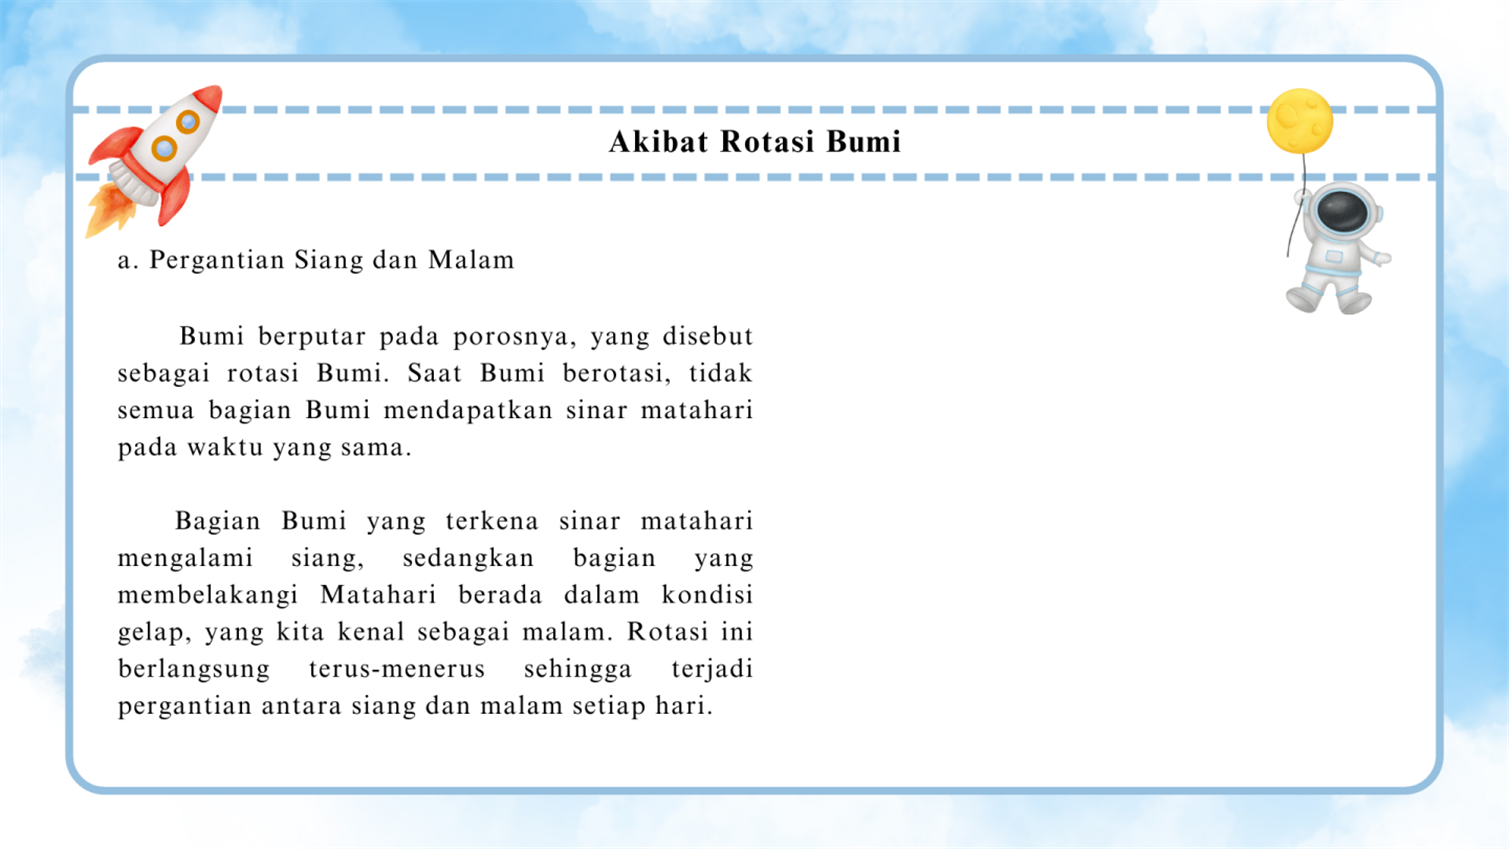 Akibat Rotasi Bumi
a. Pergantian Siang dan Malam
Bumi berputar pada porosnya, yang disebut
sebagai rotasi Bumi. Saat Bumi berotasi, tidak
semua bagian Bumi mendapatkan sinar matahari
pada waktu yang sama.
Bagian Bumi yang terkena sinar matahari
mengalami siang, sedangkan bagian yang
membelakangi Matahari berada dalam kondisi
gelap, yang kita kenal sebagai malam. Rotasi ini
berlangsung terus-menerus sehingga terjadi
pergantian antara siang dan malam setiap hari.